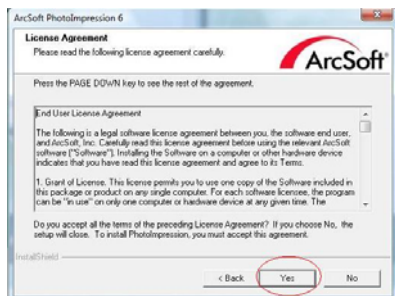 ArcSoft PhotoImpression 6
License Agreement
Please read the following license agreement carefully.
ArcSoft®
Press the PAGE DOWN key to see the rest of the agreement.
End User License Agreement
The following is a legal software license agreement between you, the software end user,
and ArcSoft, Inc. Carefully read this license agreement before using the relevant ArcSoft
software ("Software"). Installing the Software on a computer or other hardware device
indicates that you have read this license agreement and agree to its Terms.
1. Grant of License. This license permits you to use one copy of the Software included in
this package or product on any single computer. For each software licensee, the program
can be "in use" on only one computer or hardware device at any given time. The
Do you accept all the terms of the preceding License Agreement? If you choose No, the
setup will close. To install PhotoImpression, you must accept this agreement.
InstallShield
< Back
Yes
No